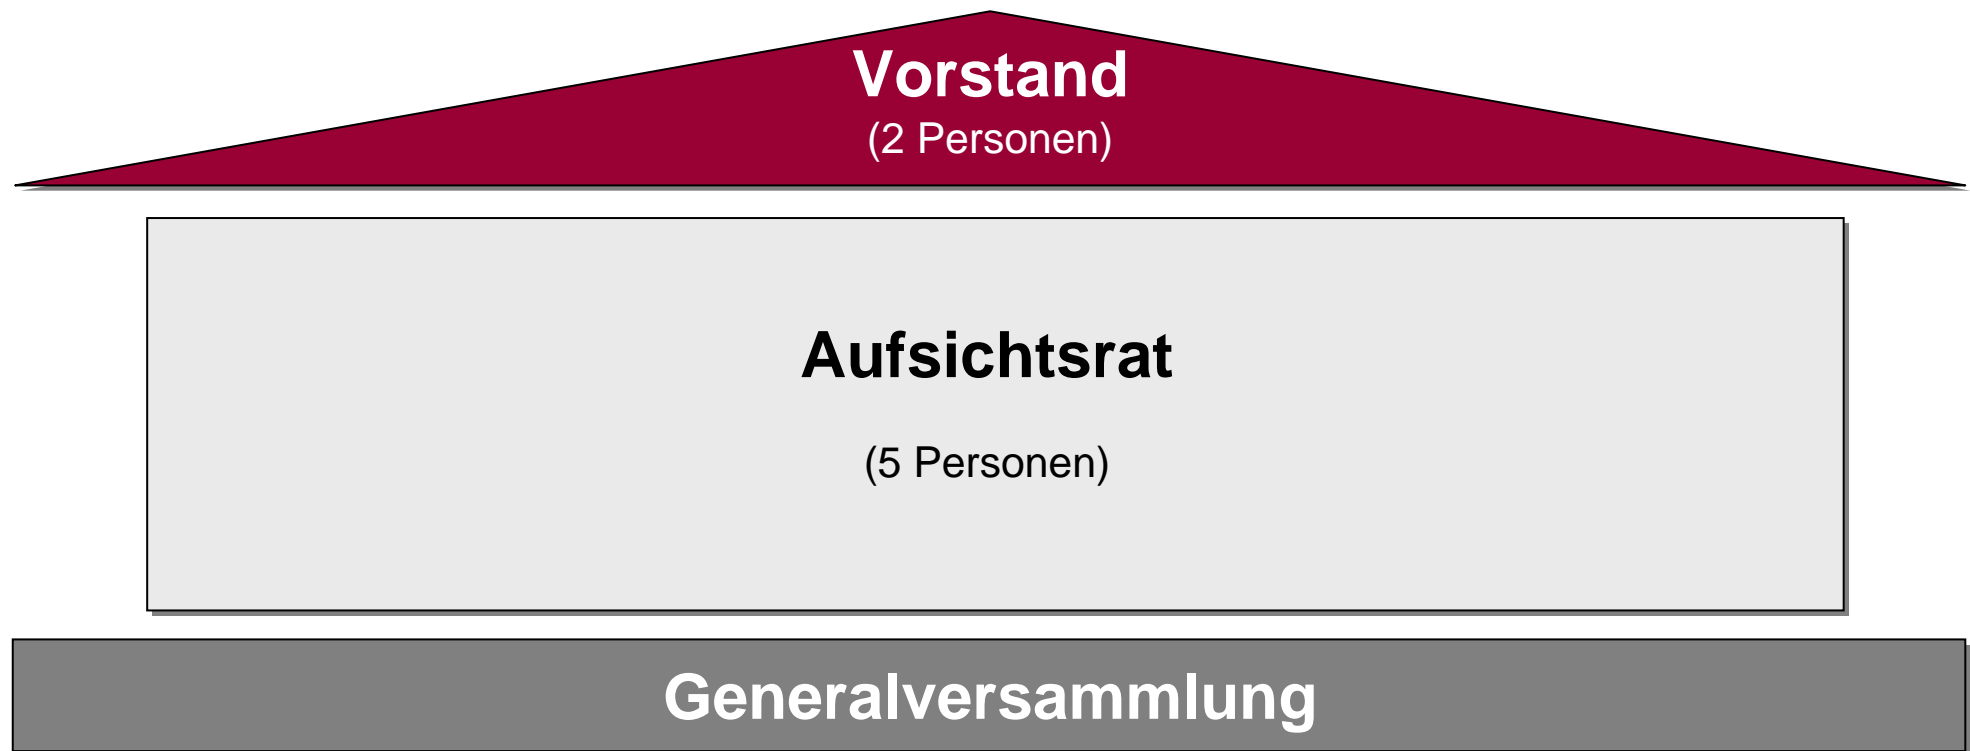 Vorstand
(2 Personen)
Aufsichtsrat
(5 Personen)
Generalversammlung